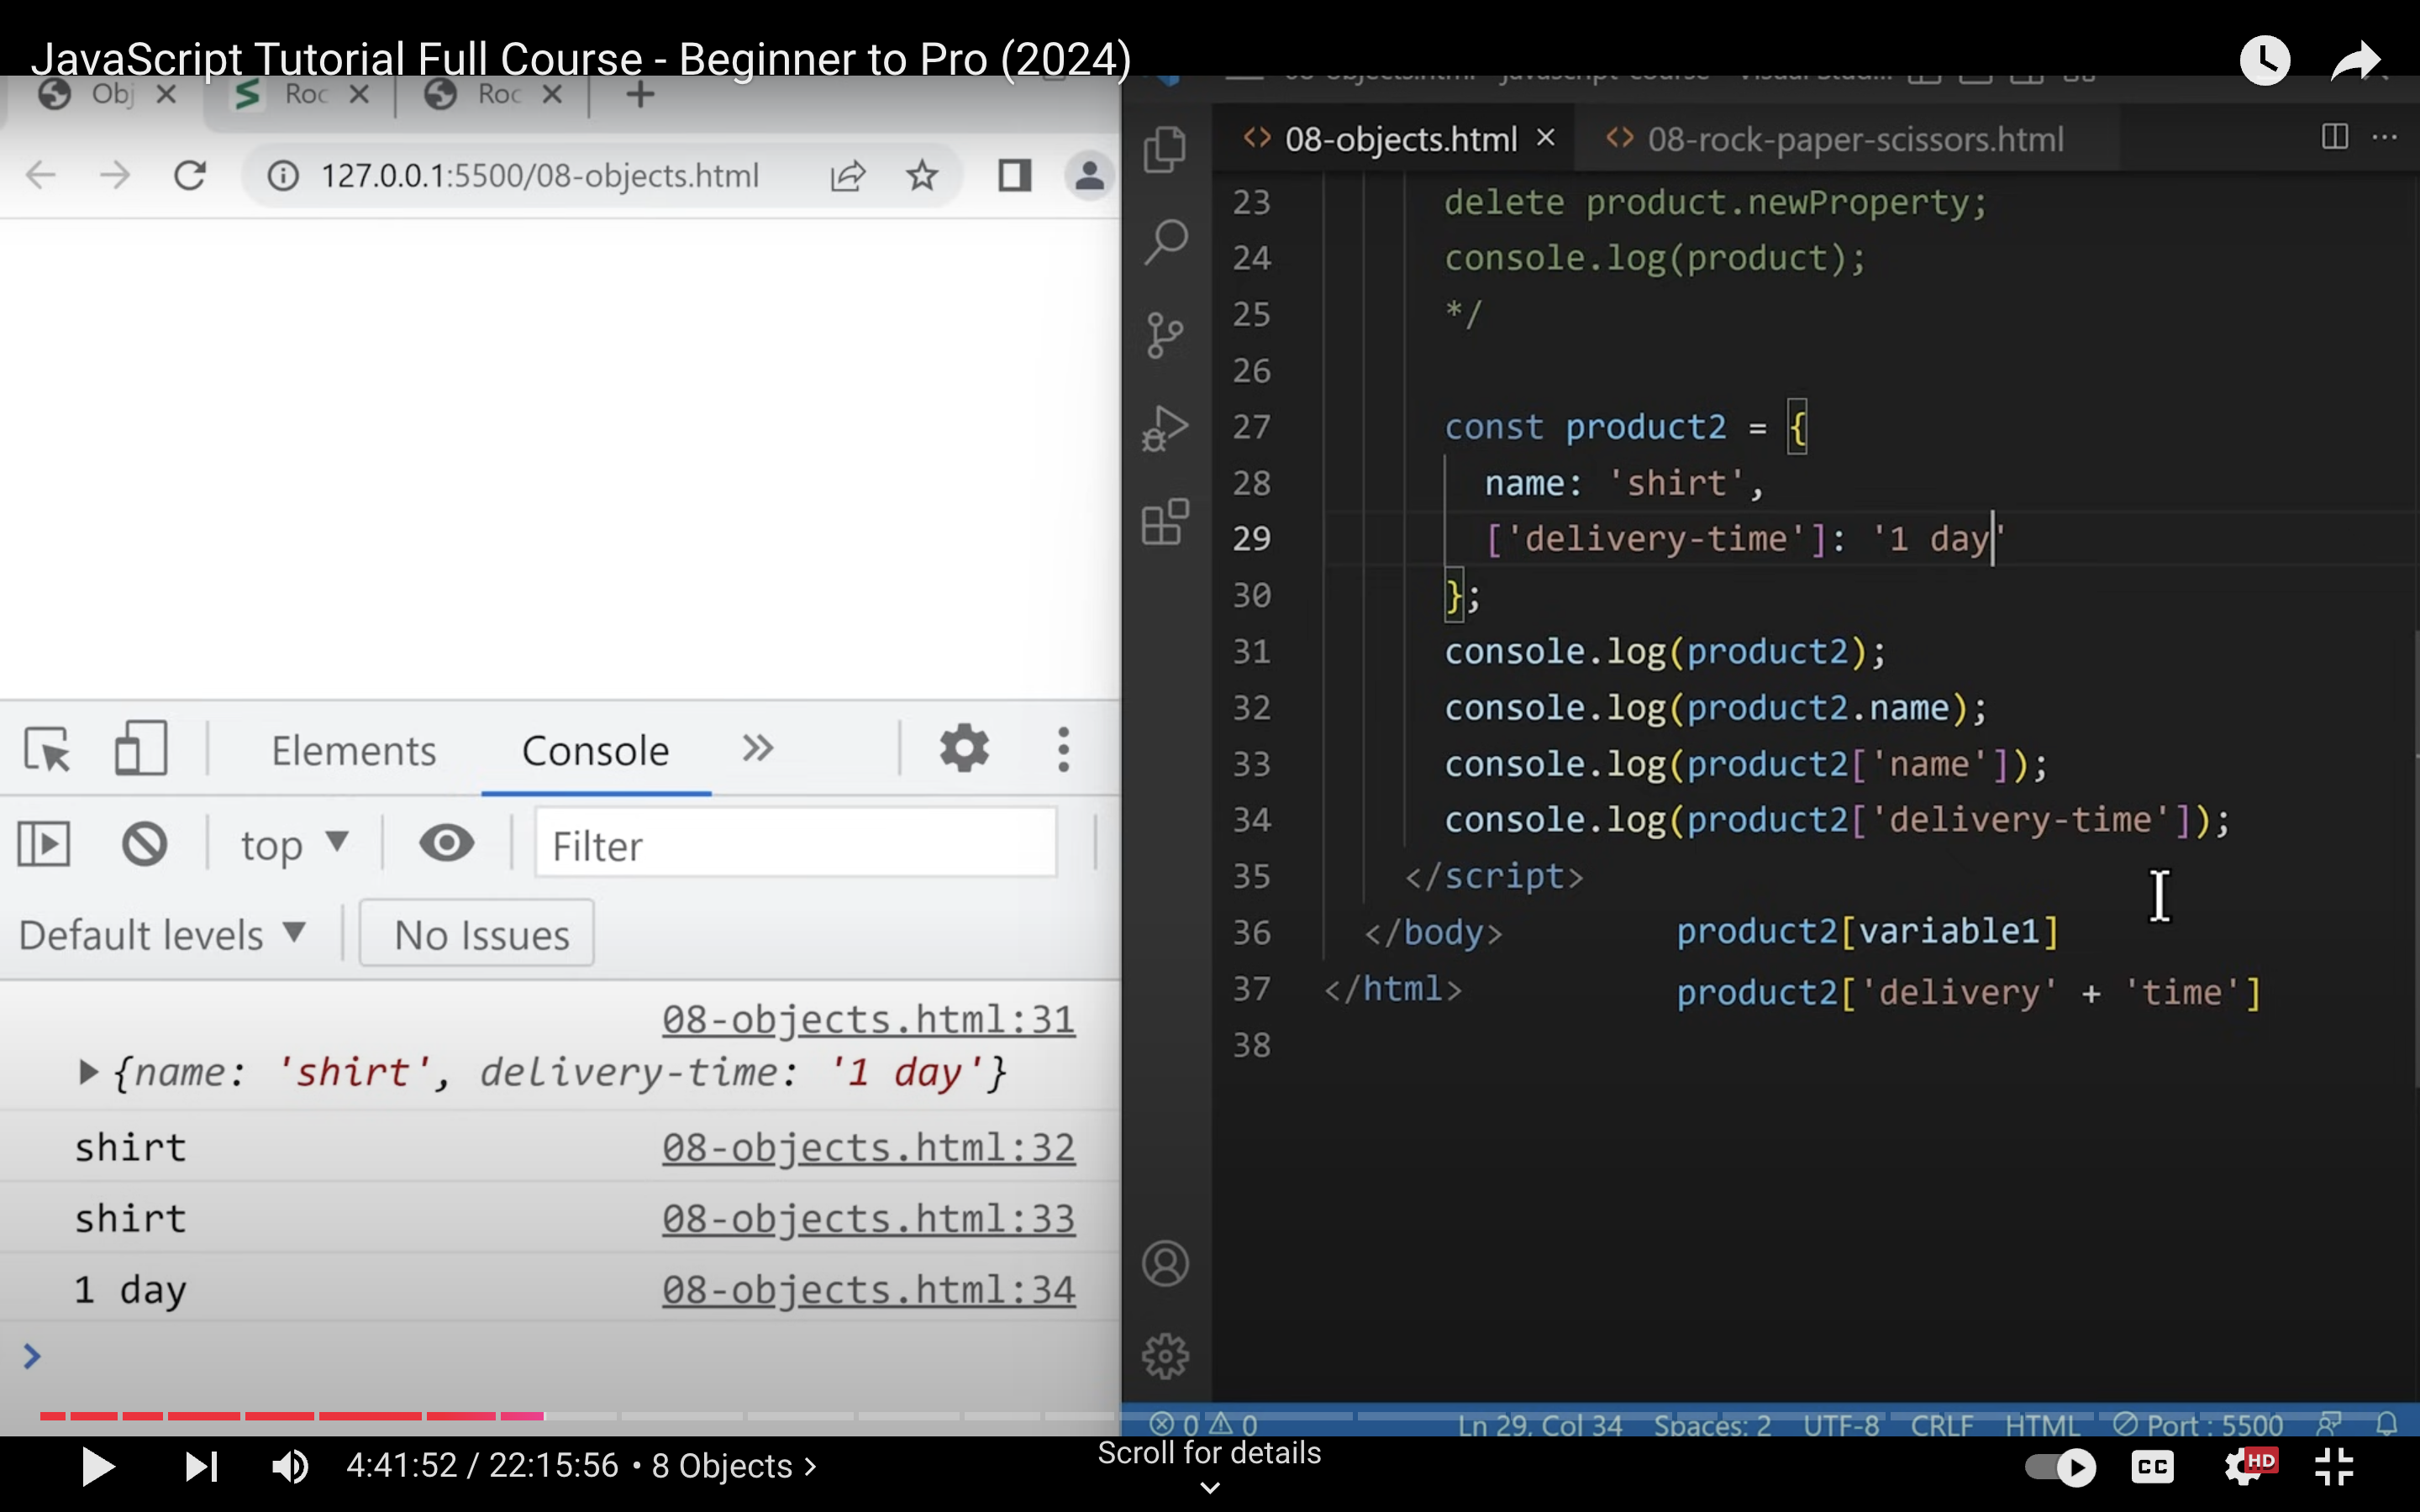 JavaScript Tutorial Full Course - Beginner to Pro (2024)
Obj
Roc
Roc
127.0.0.1:5500/08-objects.html
Elements
Console
top
Filter
Default levels
No Issues
08-objects.html:31
{name: 'shirt', delivery-time: '1 day'}
shirt 08-objects.html:32
shirt 08-objects.html:33
1 day 08-objects.html:34
08-objects.html
08-rock-paper-scissors.html
23 delete product.newProperty;
24 console.log(product);
25 */
26
27 const product2 = {
28 name: 'shirt',
29 ['delivery-time']: '1 day'
30 };
31 console.log(product2);
32 console.log(product2.name);
33 console.log(product2['name']);
34 console.log(product2['delivery-time']);
35 </script>
36 </body> product2[variable1]
37 </html> product2['delivery' + 'time']
38
0 0 Ln 29, Col 34 Spaces: 2 UTF-8 CRLF HTML Port : 5500
4:41:52 / 22:15:56 • 8 Objects
Scroll for details
CC
HD